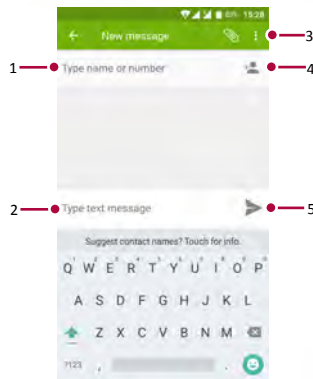 15:28
New message
3
1 Type name or number 4
2 Type text message 5
Suggest contact names? Touch for info.
Q W E R T Y U I O P
A S D F G H J K L
Z X C V B N M
?123 , .